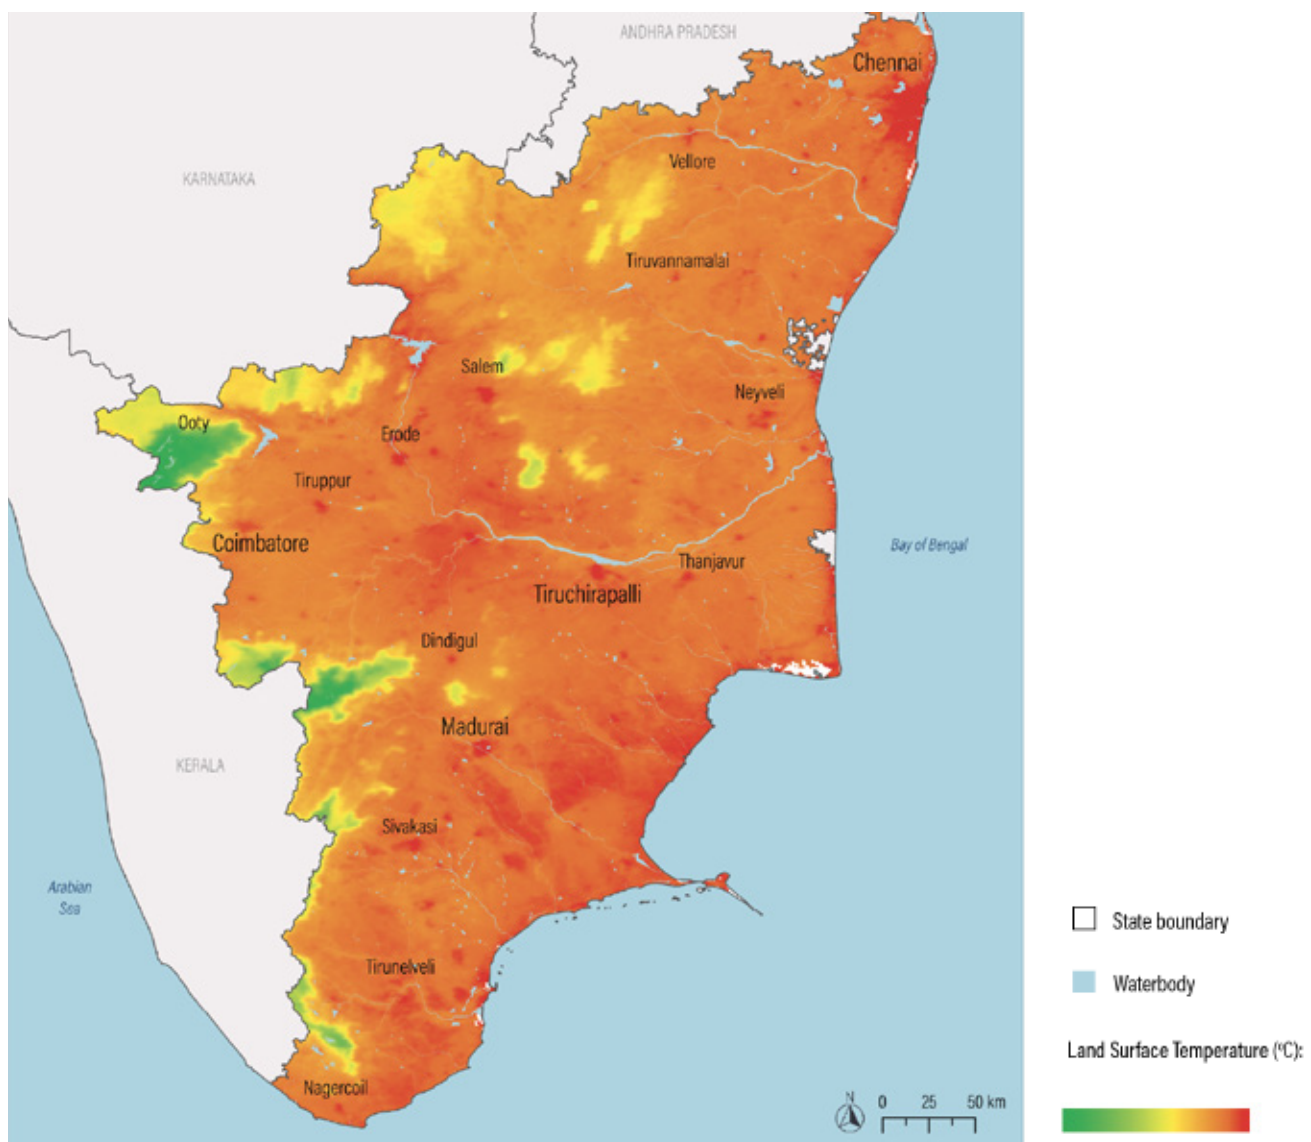 ANDHRA PRADESH
Chennai
Vellore
KARNATAKA
Tiruvannamalai
Salem
Neyveli
Ooty
Erode
Tiruppur
Coimbatore
Bay of Bengal
Thanjavur
Tiruchirapalli
Dindigul
Madurai
KERALA
Sivakasi
Arabian
Sea
State boundary
Tirunelveli
Waterbody
Land Surface Temperature (°C):
Nagercoil
N
0 25 50 km